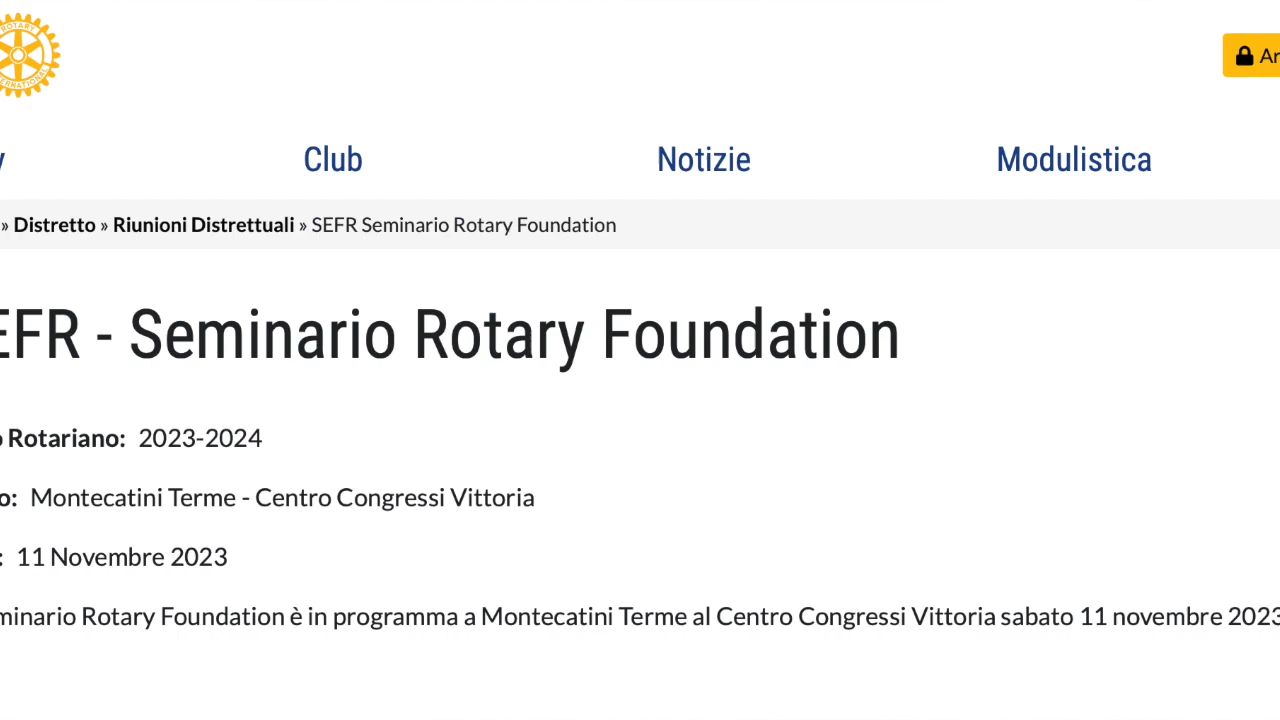 ROTARY
INTERNATIONAL
Club
Notizie
Modulistica
» Distretto » Riunioni Distrettuali » SEFR Seminario Rotary Foundation
EFR - Seminario Rotary Foundation
o Rotariano: 2023-2024
o: Montecatini Terme - Centro Congressi Vittoria
: 11 Novembre 2023
minario Rotary Foundation è in programma a Montecatini Terme al Centro Congressi Vittoria sabato 11 novembre 2023